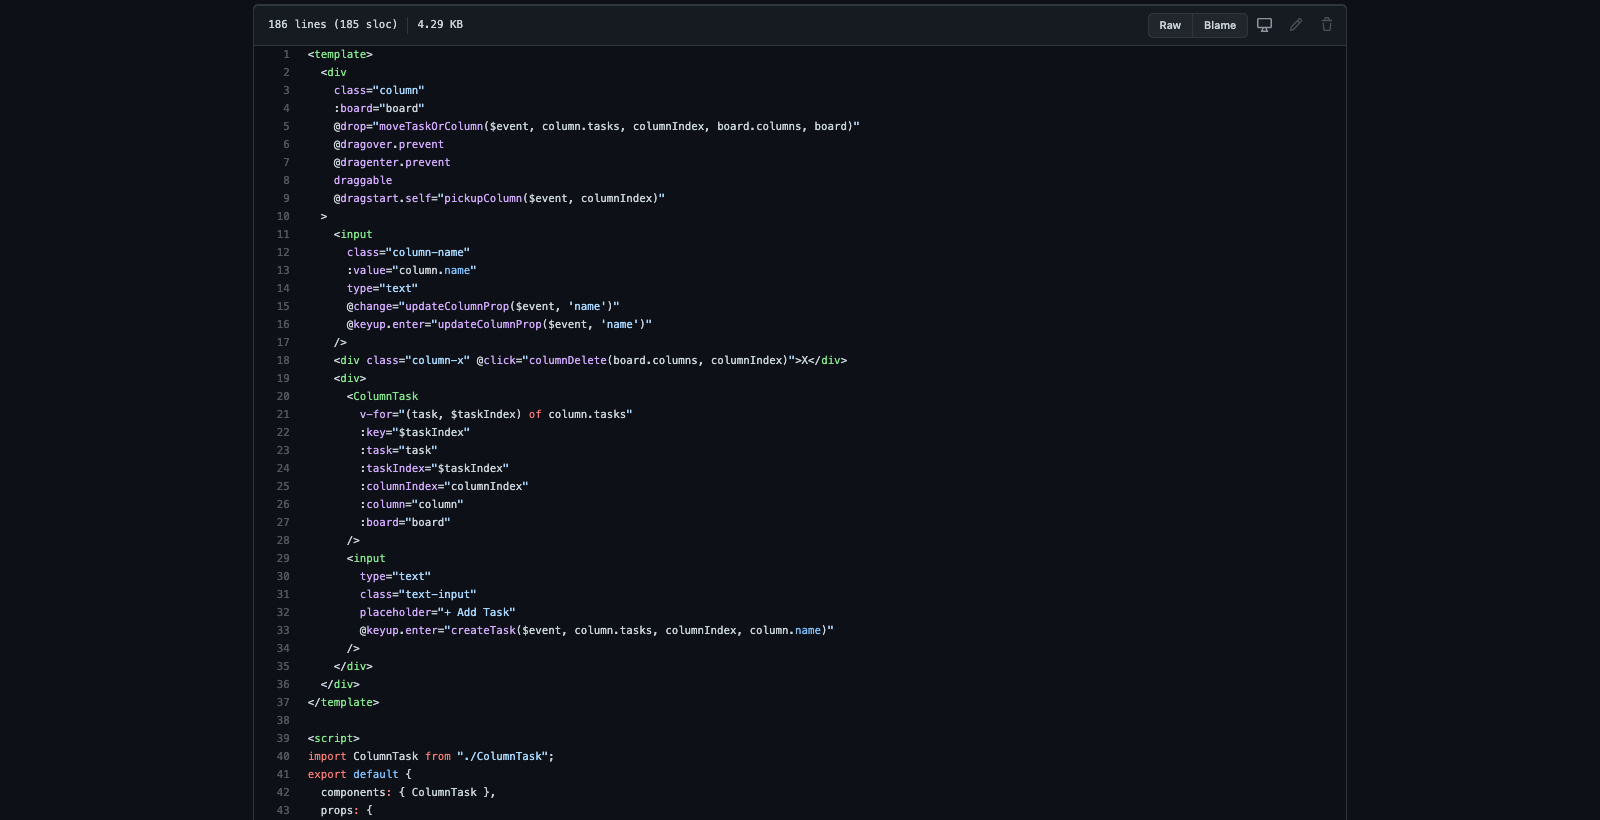 186 lines (185 sloc) 4.29 KB Raw Blame
1 <template>
2   <div
3     class="column"
4     :board="board"
5     @drop="moveTaskOrColumn($event, column.tasks, columnIndex, board.columns, board)"
6     @dragover.prevent
7     @dragenter.prevent
8     draggable
9     @dragstart.self="pickupColumn($event, columnIndex)"
10   >
11     <input
12       class="column-name"
13       :value="column.name"
14       type="text"
15       @change="updateColumnProp($event, 'name')"
16       @keyup.enter="updateColumnProp($event, 'name')"
17     />
18     <div class="column-x" @click="columnDelete(board.columns, columnIndex)">X</div>
19     <div>
20       <ColumnTask
21         v-for="(task, $taskIndex) of column.tasks"
22         :key="$taskIndex"
23         :task="task"
24         :taskIndex="$taskIndex"
25         :columnIndex="columnIndex"
26         :column="column"
27         :board="board"
28       />
29       <input
30         type="text"
31         class="text-input"
32         placeholder="+ Add Task"
33         @keyup.enter="createTask($event, column.tasks, columnIndex, column.name)"
34       />
35     </div>
36   </div>
37 </template>
38
39 <script>
40 import ColumnTask from "./ColumnTask";
41 export default {
42   components: { ColumnTask },
43   props: {